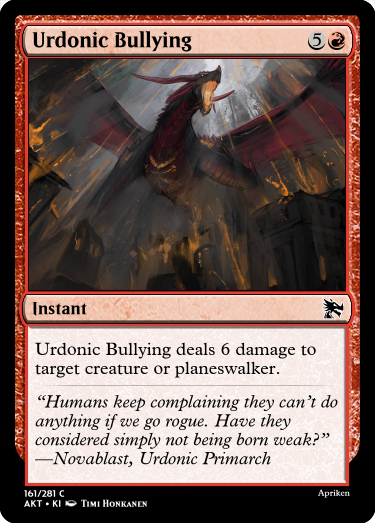 Urdonic Bullying 5
Instant
Urdonic Bullying deals 6 damage to
target creature or planeswalker.
“Humans keep complaining they can’t do
anything if we go rogue. Have they
considered simply not being born weak?”
—Novablast, Urdonic Primarch
161/281 C
Apriken
AKT • KI Timi Honkanen